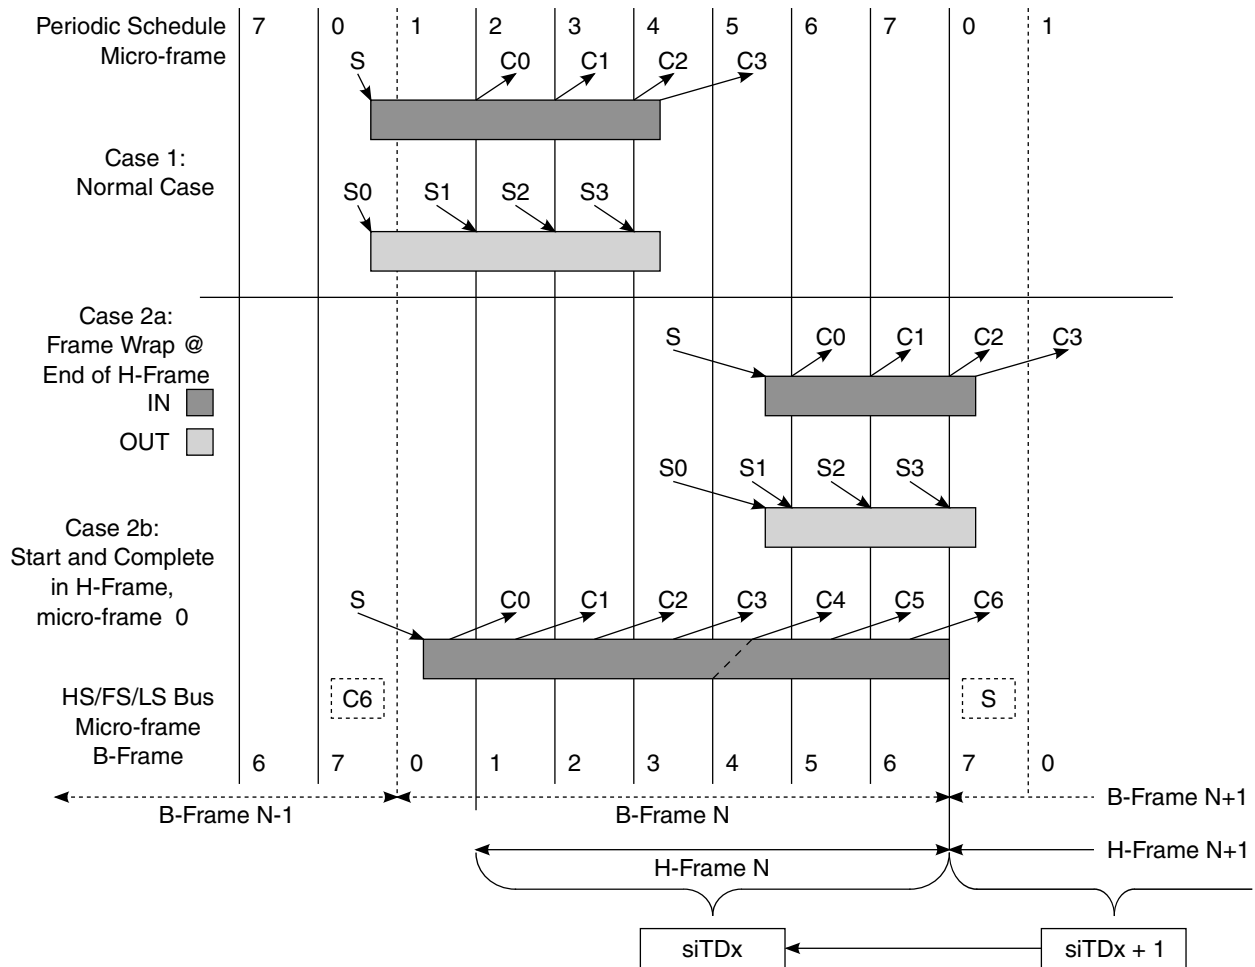 Periodic Schedule
Micro-frame
7 0 1 2 3 4 5 6 7 0 1
S C0 C1 C2 C3
Case 1:
Normal Case
S0 S1 S2 S3
Case 2a:
Frame Wrap @
End of H-Frame
S C0 C1 C2 C3
IN
OUT
S0 S1 S2 S3
Case 2b:
Start and Complete
in H-Frame,
micro-frame 0
S C0 C1 C2 C3 C4 C5 C6
HS/FS/LS Bus
Micro-frame
B-Frame
C6 S
6 7 0 1 2 3 4 5 6 7 0
B-Frame N-1 B-Frame N B-Frame N+1
H-Frame N H-Frame N+1
siTDx siTDx + 1